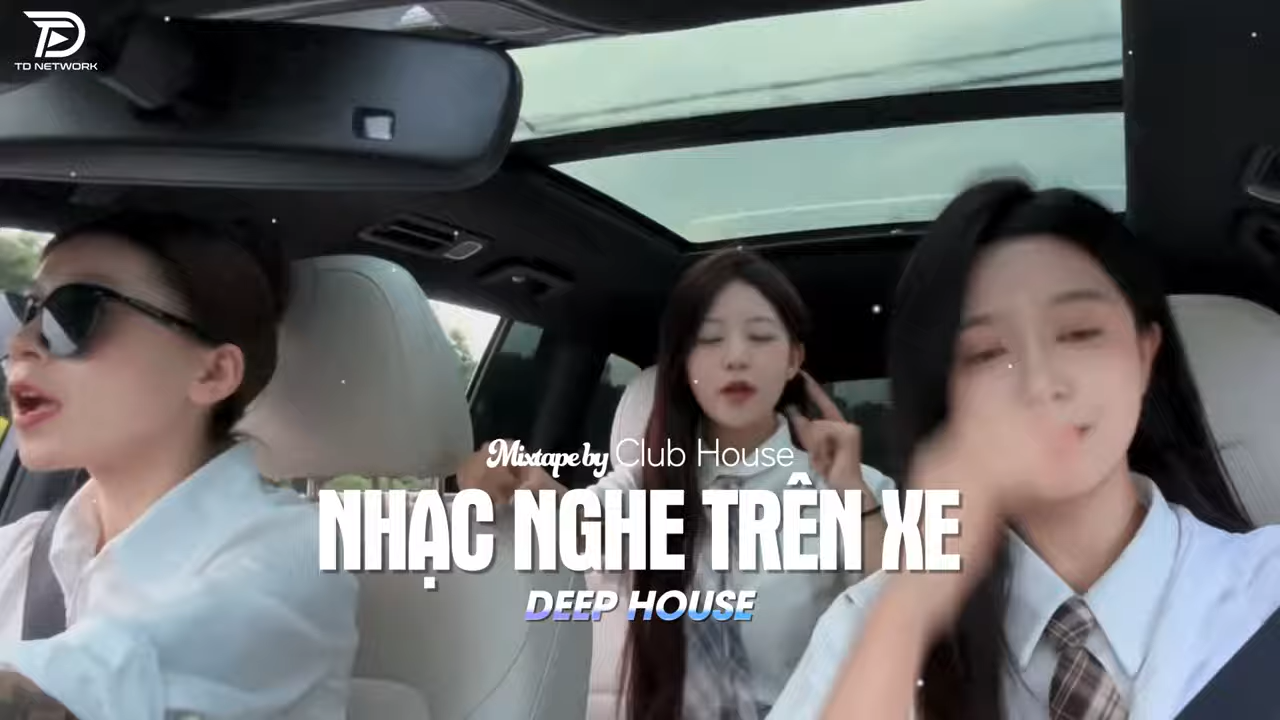 TD NETWORK
Mixtape by Club House
NHẠC NGHE TRÊN XE
DEEP HOUSE